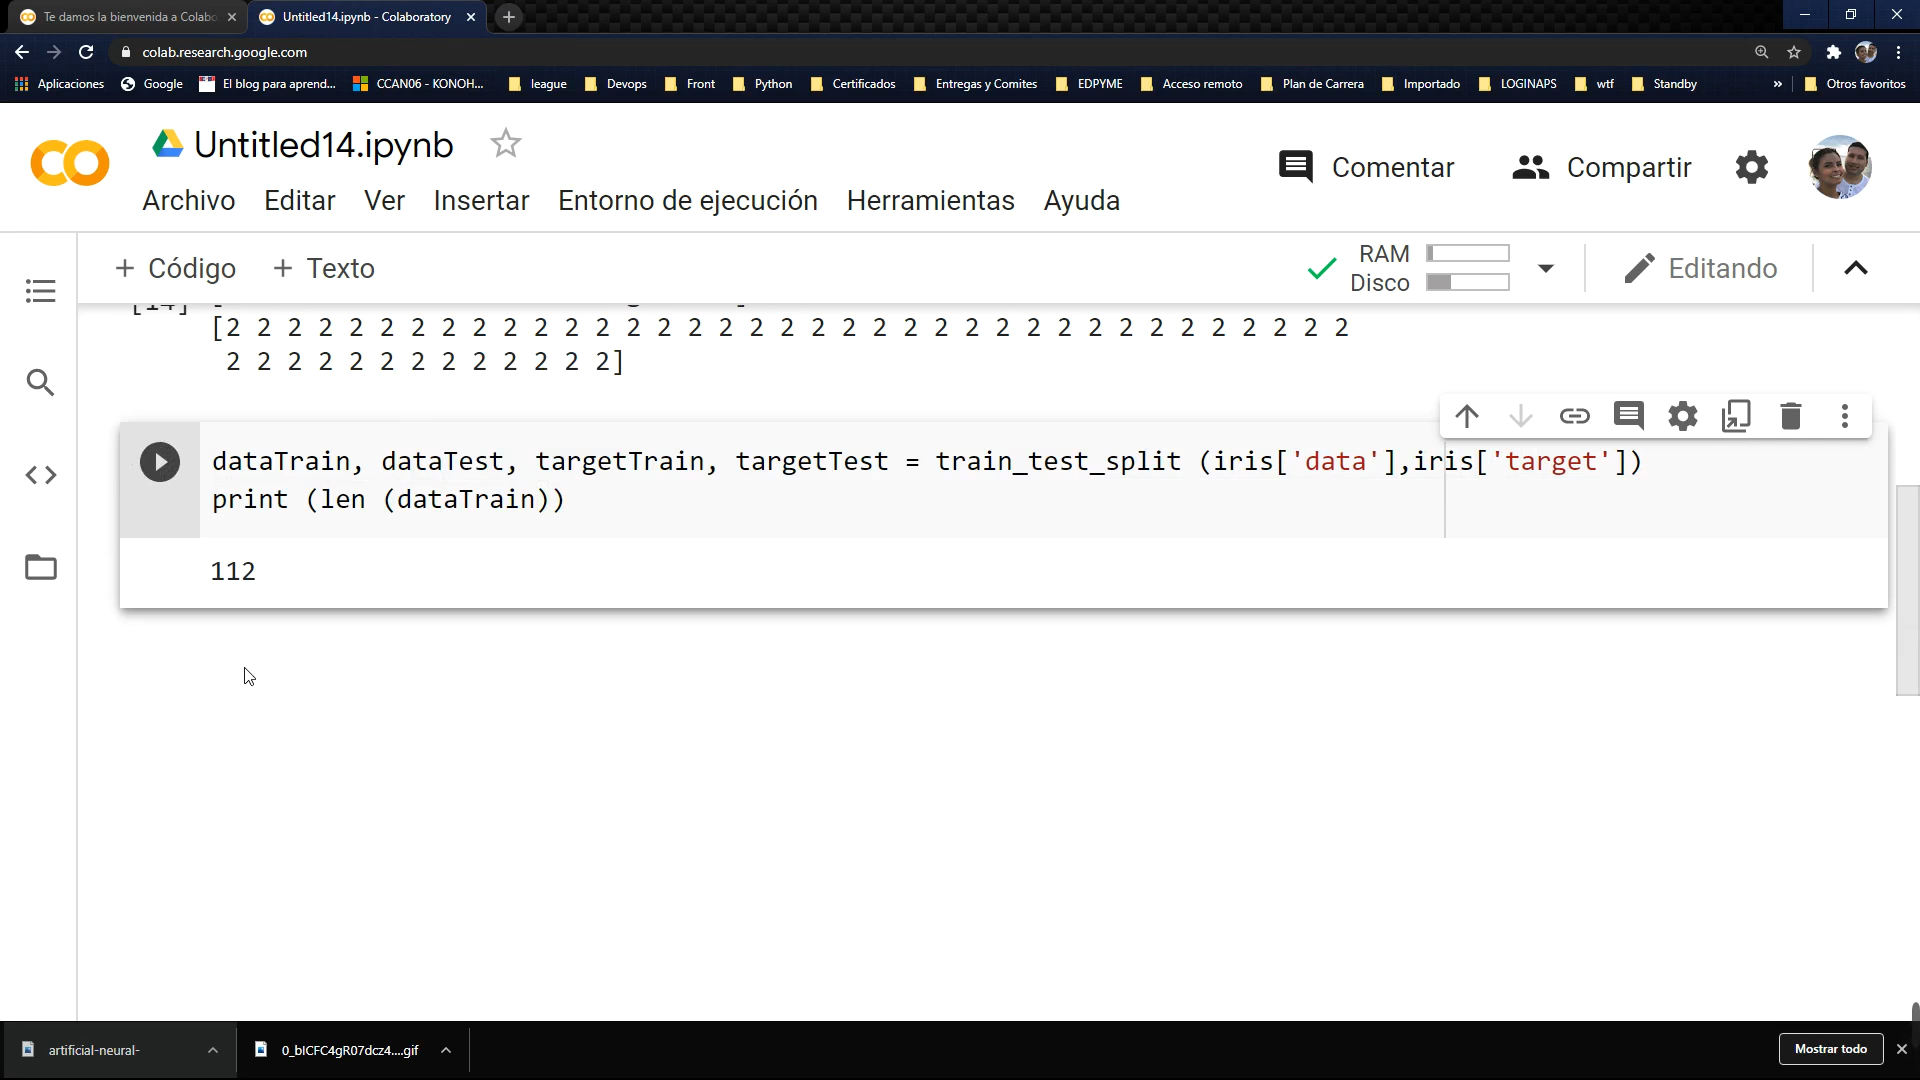 Te damos la bienvenida a Colabo
Untitled14.ipynb - Colaboratory
colab.research.google.com
Aplicaciones
Google
El blog para aprend...
CCAN06 - KONOH...
league
Devops
Front
Python
Certificados
Entregas y Comites
EDPYME
Acceso remoto
Plan de Carrera
Importado
LOGINAPS
wtf
Standby
»
Otros favoritos
Untitled14.ipynb
Comentar
Compartir
Archivo
Editar
Ver
Insertar
Entorno de ejecución
Herramientas
Ayuda
+ Código
+ Texto
RAM
Disco
Editando
[14]
[2 2 2 2 2 2 2 2 2 2 2 2 2 2 2 2 2 2 2 2 2 2 2 2 2 2 2 2 2 2 2 2 2 2 2 2 2
2 2 2 2 2 2 2 2 2 2 2 2 2]
dataTrain, dataTest, targetTrain, targetTest = train_test_split (iris['data'],iris['target'])
print (len (dataTrain))
112
artificial-neural-
0_bICFC4gR07dcz4....gif
Mostrar todo